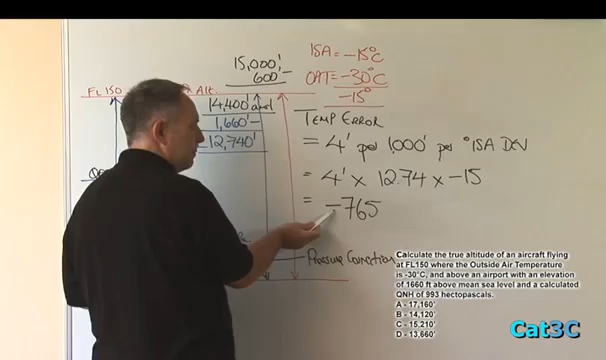 15,000'
600'-
FL150
Alt.
14,400' amsl
1,660'-
12,740'
ISA = -15°C
OAT = -30°C
-15°
TEMP ERROR
= 4' per 1,000' per °ISA DEV
= 4' x 12.74 x -15
= -765
Pressure Correction
Calculate the true altitude of an aircraft flying
at FL150 where the Outside Air Temperature
is -30°C, and above an airport with an elevation
of 1660 ft above mean sea level and a calculated
QNH of 993 hectopascals.
A - 17,160'
B - 14,120'
C - 15,210'
D - 13,660'
Cat3C